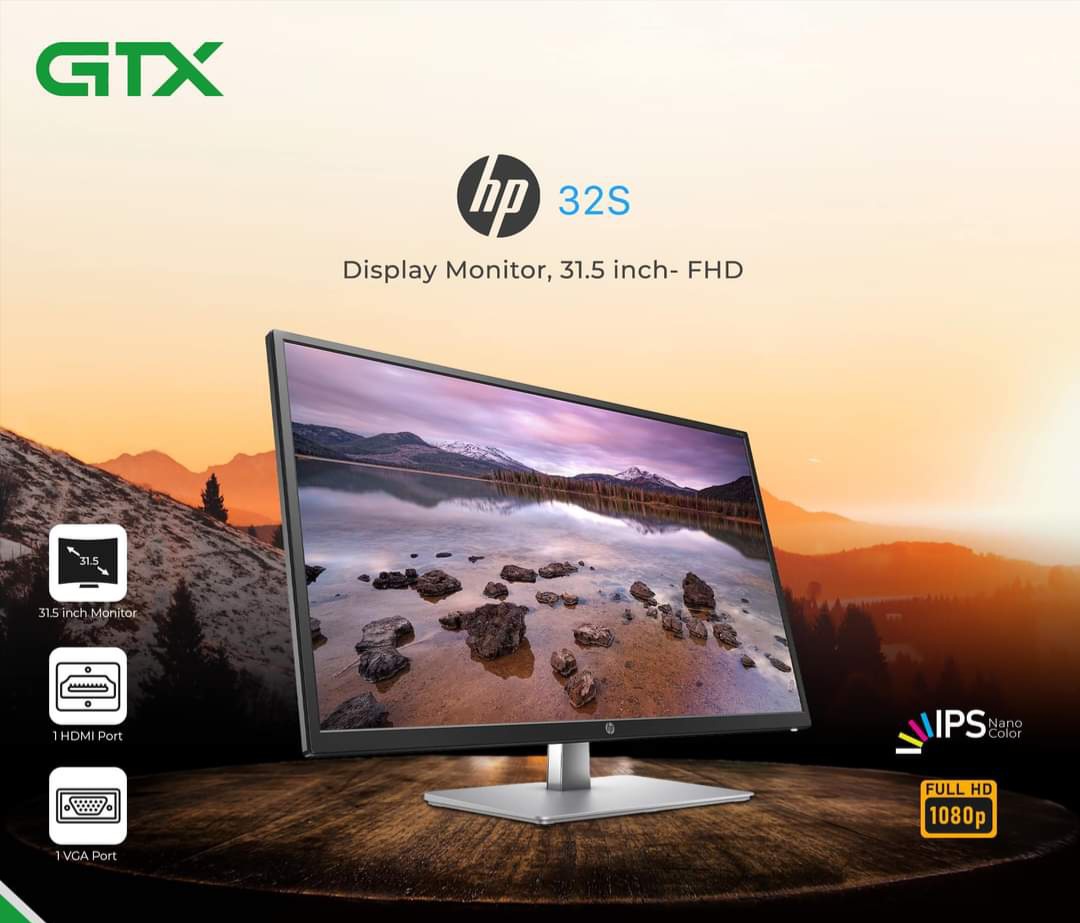 GTX
hp 32S
Display Monitor, 31.5 inch- FHD
31.5
31.5 inch Monitor
1 HDMI Port
1 VGA Port
hp
IPS Nano
Color
FULL HD
1080p